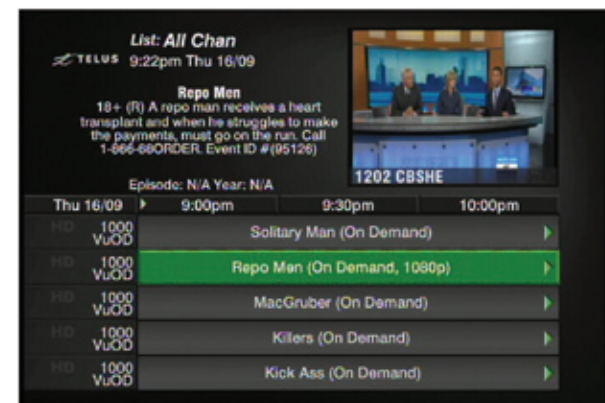 List: All Chan
TELUS 9:22pm Thu 16/09
Repo Men
18+ (R) A repo man receives a heart
transplant and when he struggles to make
the payments, must go on the run. Call
1-866-68ORDER. Event ID #(95126)
Episode: N/A Year: N/A
1202 CBSHE
Thu 16/09 9:00pm 9:30pm 10:00pm
HD 1000 VuOD Solitary Man (On Demand)
HD 1000 VuOD Repo Men (On Demand, 1080p)
HD 1000 VuOD MacGruber (On Demand)
HD 1000 VuOD Killers (On Demand)
HD 1000 VuOD Kick Ass (On Demand)